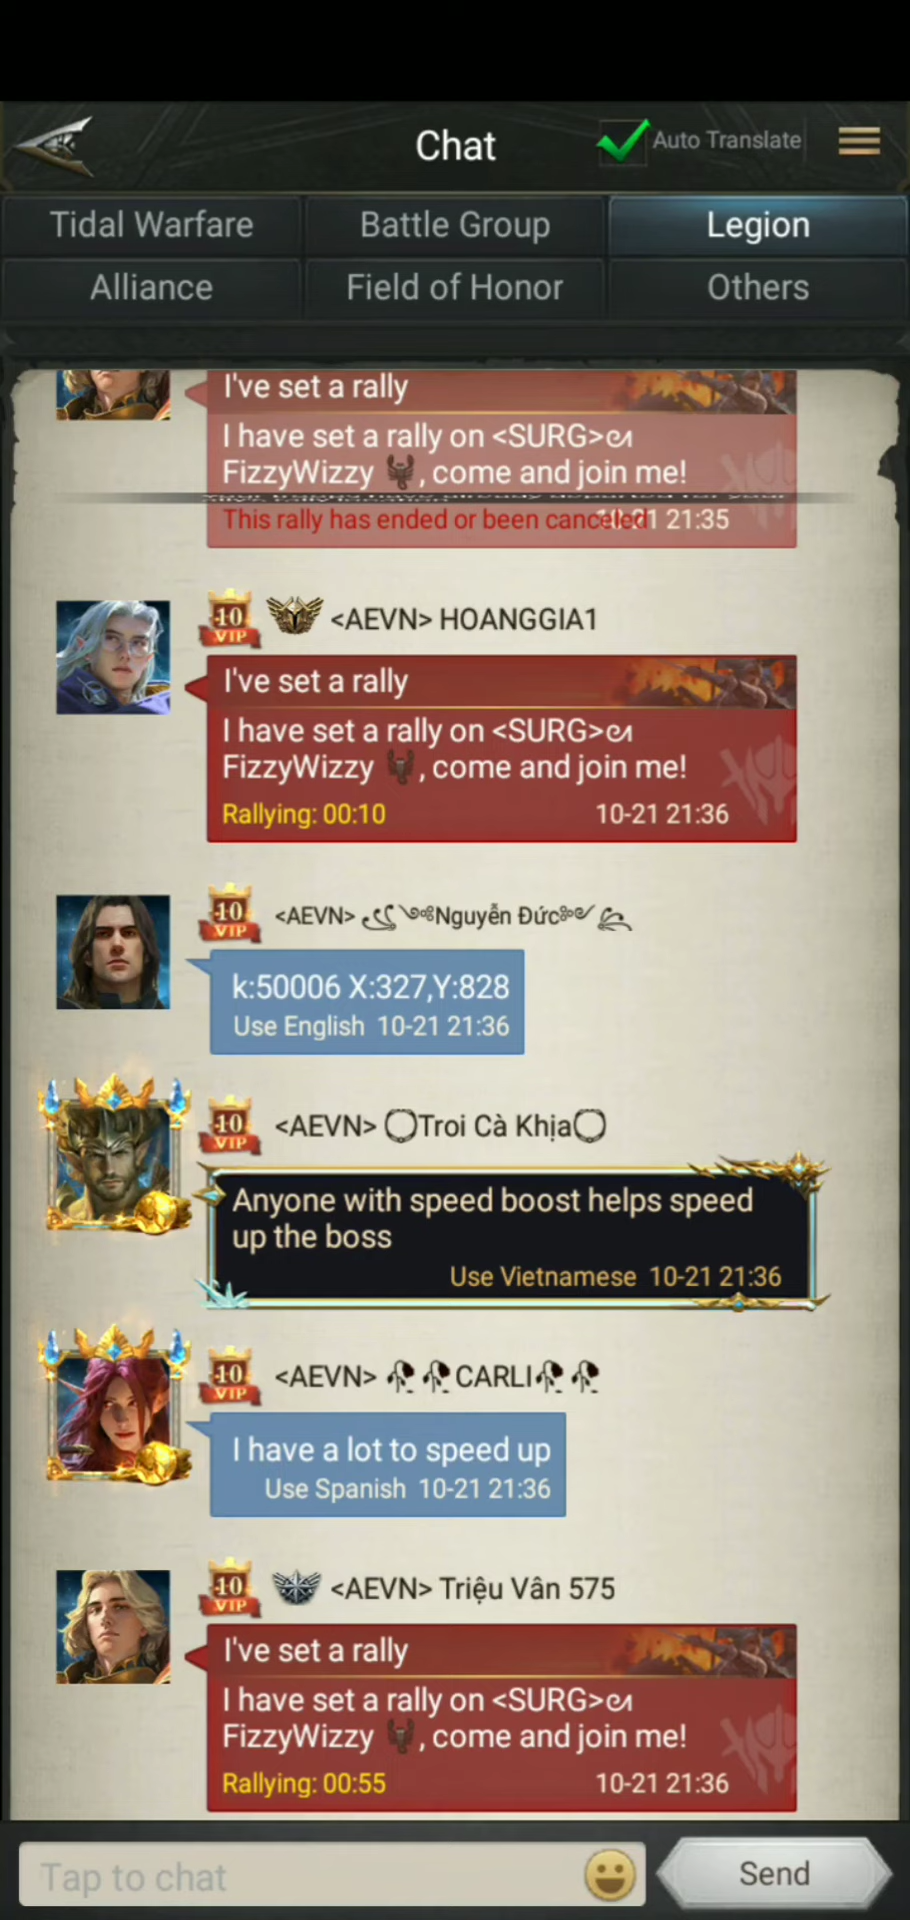 Chat
Auto Translate
Tidal Warfare
Battle Group
Legion
Alliance
Field of Honor
Others
I've set a rally
I have set a rally on <SURG>ᘛ
FizzyWizzy , come and join me!
This rally has ended or been canceled 21:35
10
VIP
<AEVN> HOANGGIA1
I've set a rally
I have set a rally on <SURG>ᘛ
FizzyWizzy , come and join me!
Rallying: 00:10 10-21 21:36
10
VIP
<AEVN> Nguyễn Đức
k:50006 X:327,Y:828
Use English 10-21 21:36
10
VIP
<AEVN> Troi Cà Khịa
Anyone with speed boost helps speed
up the boss
Use Vietnamese 10-21 21:36
10
VIP
<AEVN> 🥀🥀CARLI🥀🥀
I have a lot to speed up
Use Spanish 10-21 21:36
10
VIP
<AEVN> Triệu Vân 575
I've set a rally
I have set a rally on <SURG>ᘛ
FizzyWizzy , come and join me!
Rallying: 00:55 10-21 21:36
Tap to chat
Send